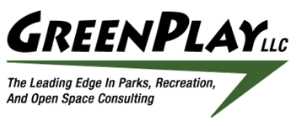 GREENPLAY LLC
The Leading Edge In Parks, Recreation,
And Open Space Consulting